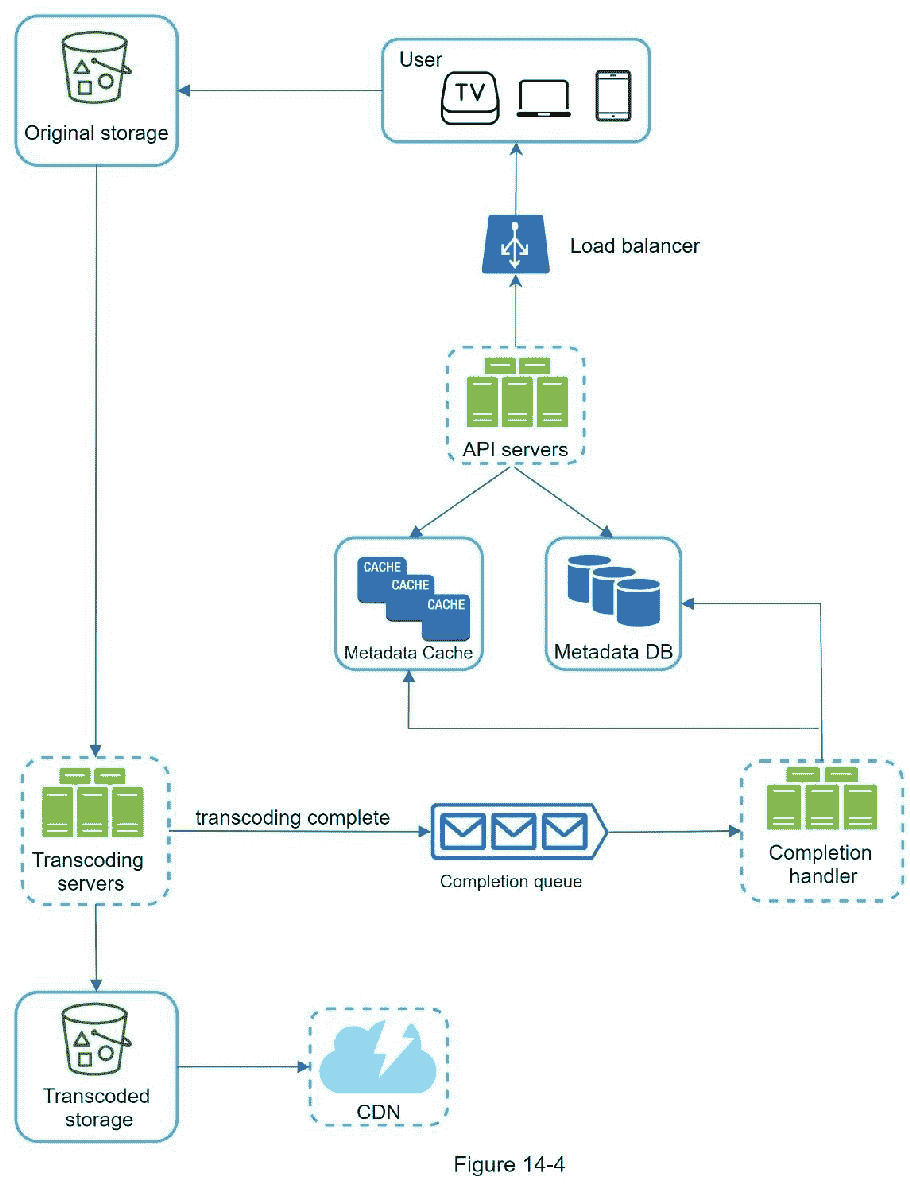 User
TV
Original storage
Load balancer
API servers
CACHE
CACHE
CACHE
Metadata Cache
Metadata DB
transcoding complete
Transcoding
servers
Completion queue
Completion
handler
Transcoded
storage
CDN
Figure 14-4